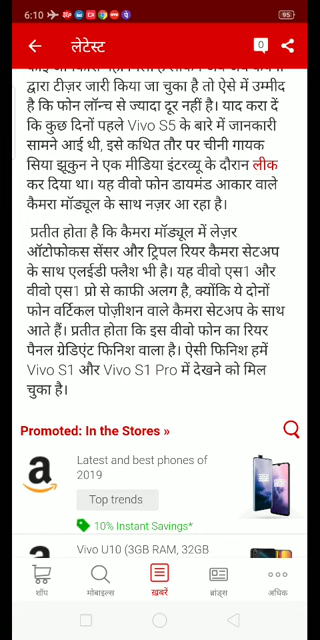 6:10
95
लेटेस्ट
0
द्वारा टीज़र जारी किया जा चुका है तो ऐसे में उम्मीद
है कि फोन लॉन्च से ज्यादा दूर नहीं है। याद करा दें
कि कुछ दिनों पहले Vivo S5 के बारे में जानकारी
सामने आई थी, इसे कथित तौर पर चीनी गायक
सिया झूकुन ने एक मीडिया इंटरव्यू के दौरान लीक
कर दिया था। यह वीवो फोन डायमंड आकार वाले
कैमरा मॉड्यूल के साथ नज़र आ रहा है।
प्रतीत होता है कि कैमरा मॉड्यूल में लेज़र
ऑटोफोकस सेंसर और ट्रिपल रियर कैमरा सेटअप
के साथ एलईडी फ्लैश भी है। यह वीवो एस1 और
वीवो एस1 प्रो से काफी अलग है, क्योंकि ये दोनों
फोन वर्टिकल पोज़ीशन वाले कैमरा सेटअप के साथ
आते हैं। प्रतीत होता कि इस वीवो फोन का रियर
पैनल ग्रेडिएंट फिनिश वाला है। ऐसी फिनिश हमें
Vivo S1 और Vivo S1 Pro में देखने को मिल
चुका है।
Promoted: In the Stores »
Latest and best phones of
2019
Top trends
10% Instant Savings*
Vivo U10 (3GB RAM, 32GB
शॉप
मोबाइल्स
ख़बरें
ब्रांड्स
अधिक